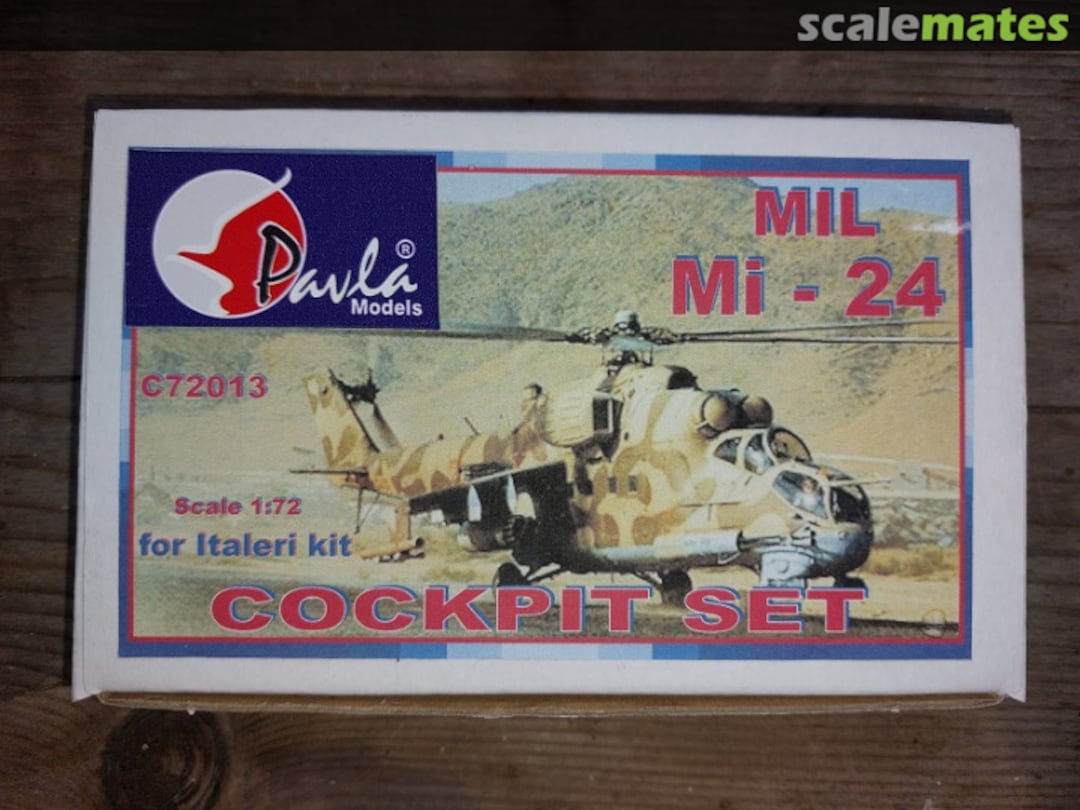 scalemates
Pavla®
Models
MIL
Mi - 24
C72013
Scale 1:72
for Italeri kit
COCKPIT SET